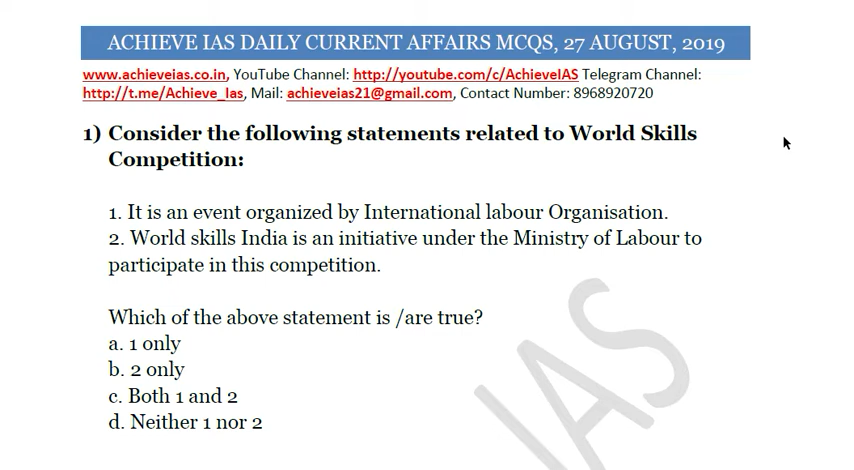 ACHIEVE IAS DAILY CURRENT AFFAIRS MCQS, 27 AUGUST, 2019
www.achieveias.co.in, YouTube Channel: http://youtube.com/c/AchieveIAS Telegram Channel:
http://t.me/Achieve_Ias, Mail: achieveias21@gmail.com, Contact Number: 8968920720
1) Consider the following statements related to World Skills
Competition:
1. It is an event organized by International labour Organisation.
2. World skills India is an initiative under the Ministry of Labour to
participate in this competition.
Which of the above statement is /are true?
a. 1 only
b. 2 only
c. Both 1 and 2
d. Neither 1 nor 2
IAS